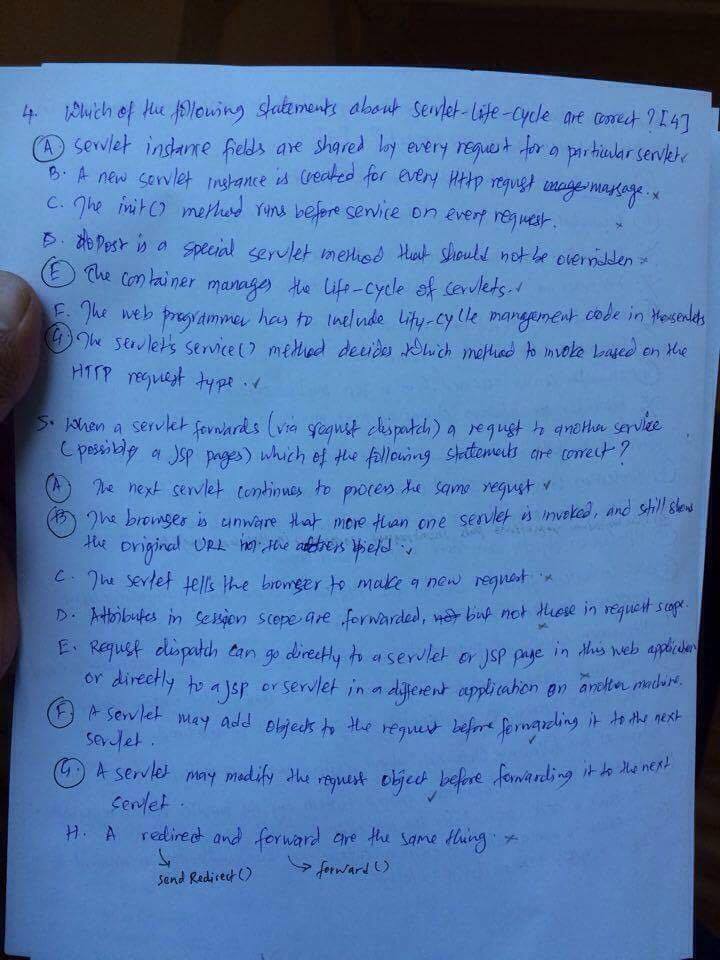 4. Which of the following statements about servlet-life-cycle are correct? [4]
A. Servlet instance fields are shared by every request for a particular servlet ✓
B. A new servlet instance is created for every HTTP request massage. ×
C. The init() method runs before service on every request. ×
D. doPost is a special servlet method that should not be overridden ×
E. The container manages the life-cycle of servlets. ✓
F. The web programmer has to include life-cycle management code in
G. The servlet's service() method decides which method to invoke based on the
HTTP request type. ✓
5. When a servlet forwards (via request dispatch) a request to another service
(possibly a JSP pages) which of the following statements are correct?
A. The next servlet continues to process the same request ✓
B. The browser is unware that more than one servlet is invoked, and still shows
the original URL in the address field ✓
C. The servlet tells the browser to make a new request ×
D. Attributes in session scope are forwarded, but not those in request scope. ×
E. Request dispatch can go directly to a servlet or JSP page in this web application
or directly to a JSP or servlet in a different application on another machine. ×
F. A servlet may add objects to the request before forwarding it to the next
servlet. ✓
G. A servlet may modify the request object before forwarding it to the next
servlet. ✓
H. A redirect and forward are the same thing. ×
sendRedirect() forward()